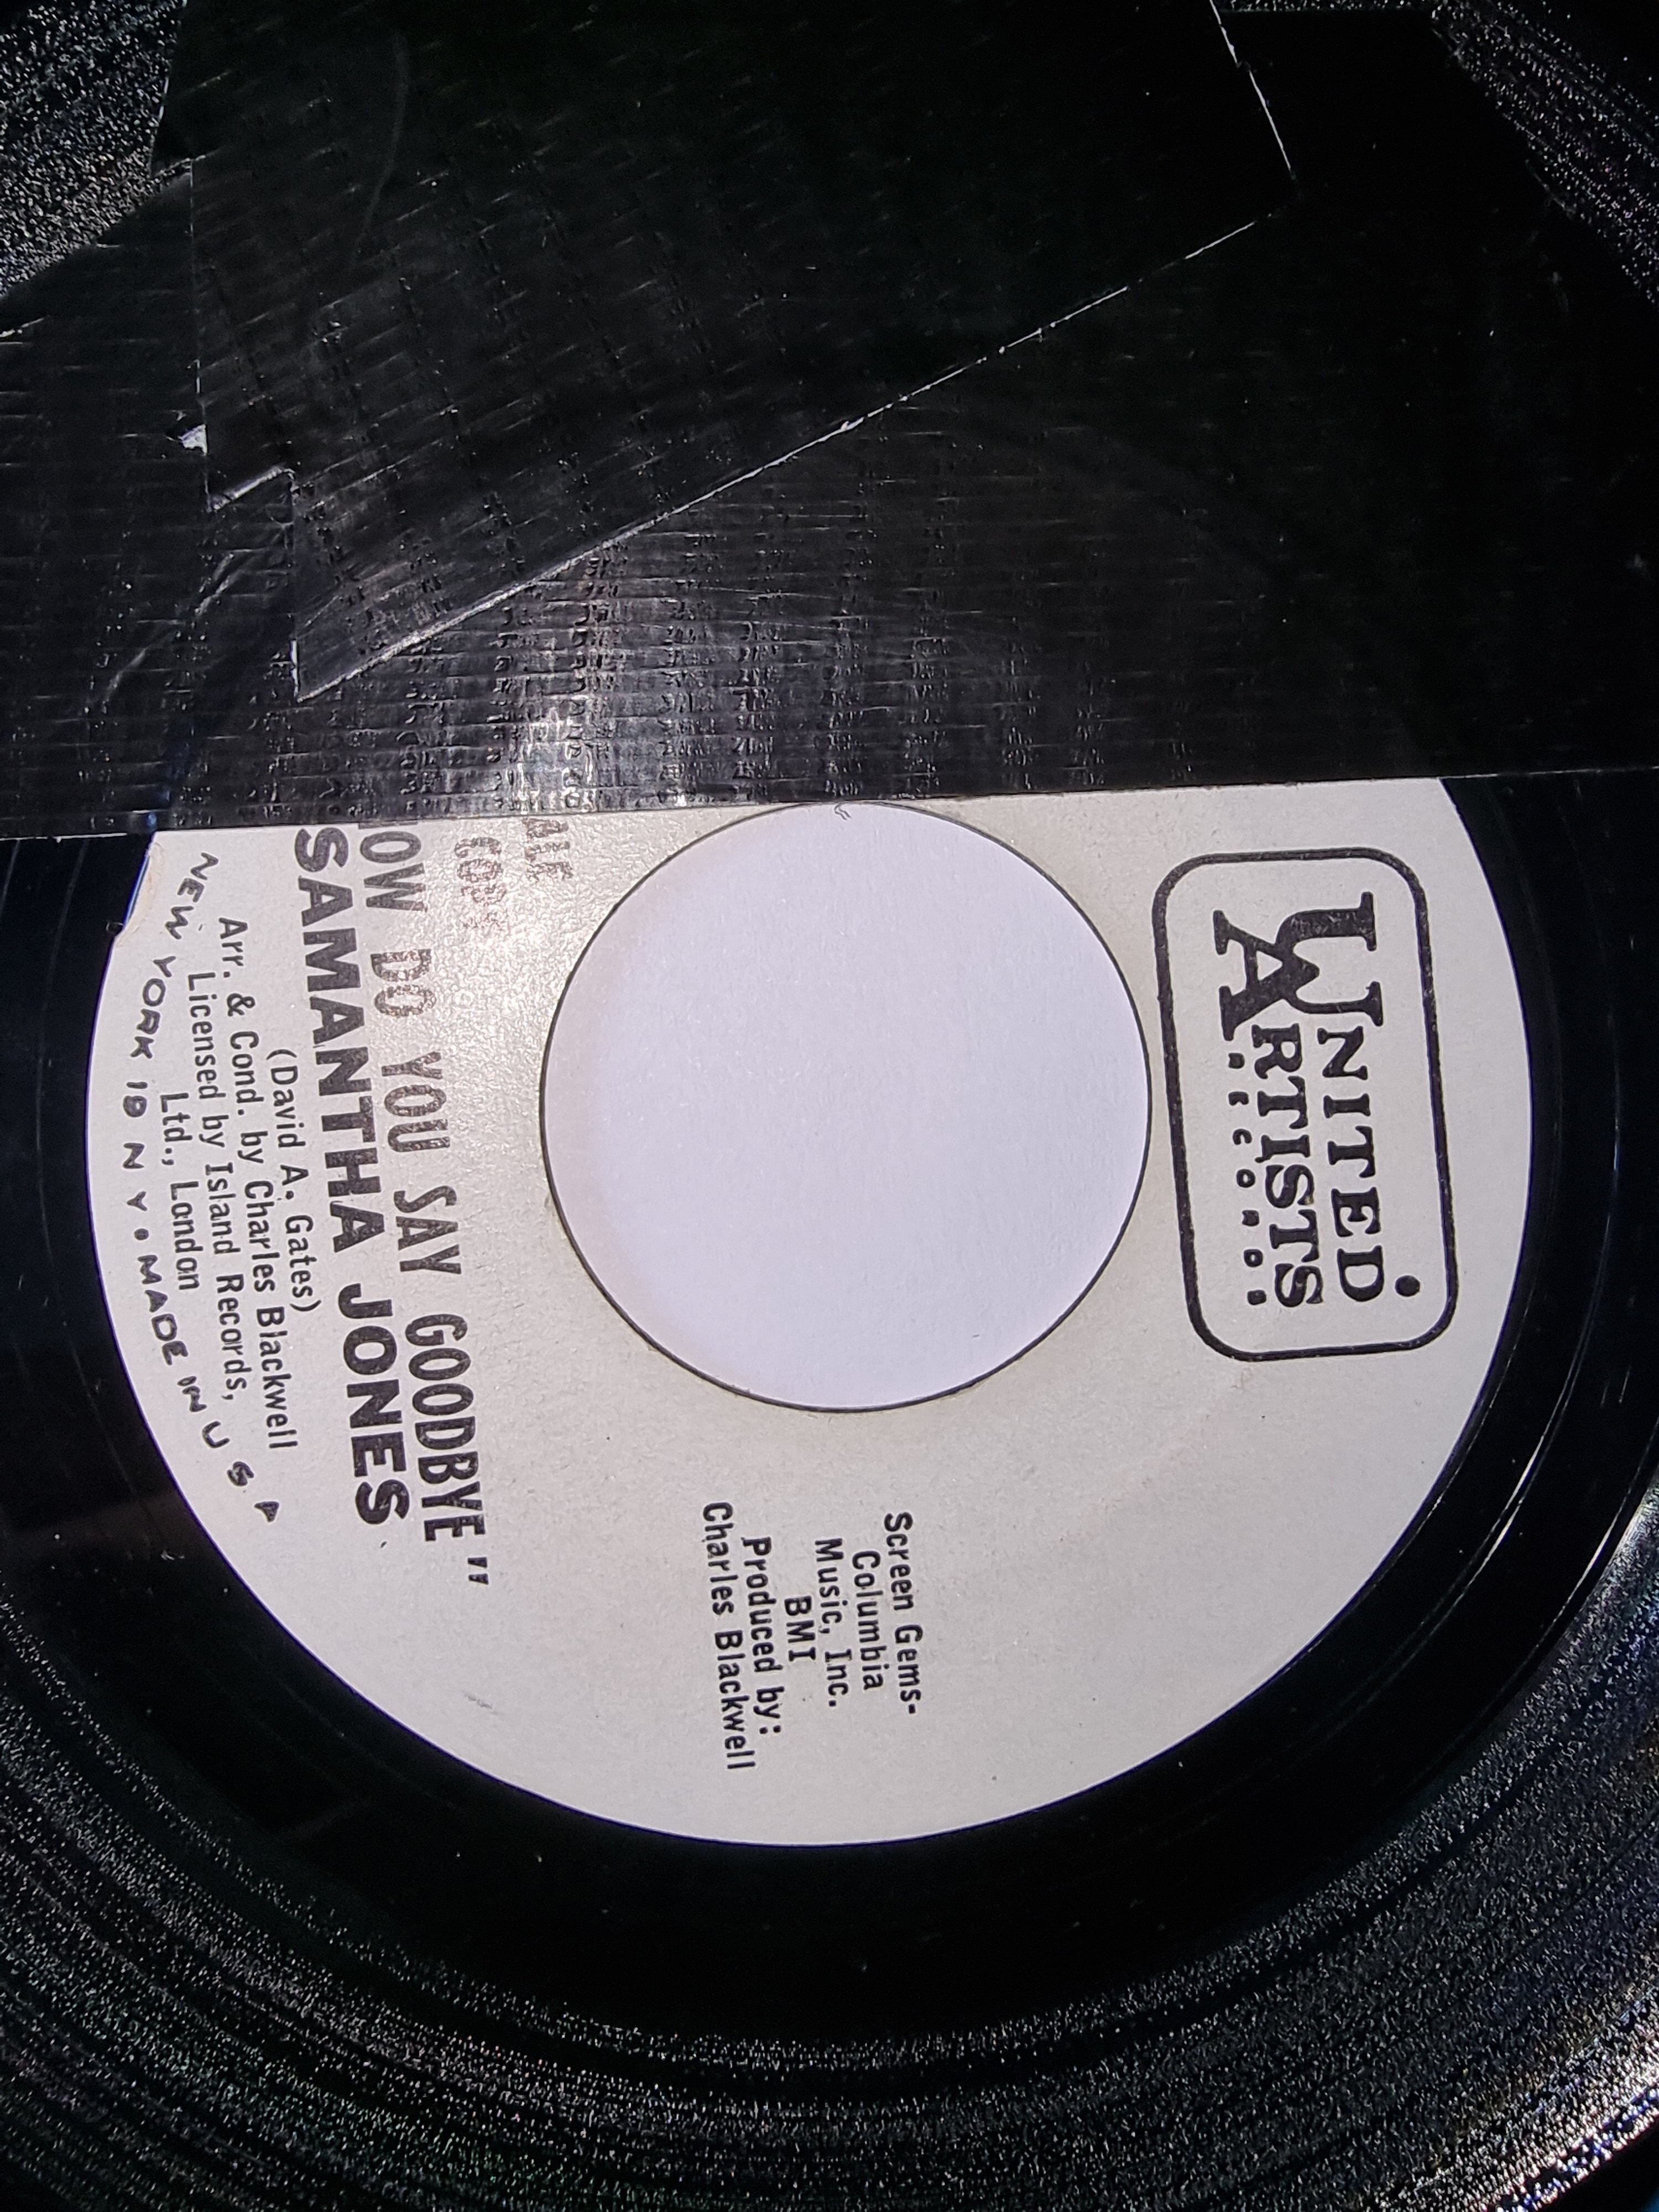 UNITED
ARTISTS
RECORDS
Screen Gems-
Columbia
Music, Inc.
BMI
Produced by:
Charles Blackwell
ALE
COPY
OW DO YOU SAY GOODBYE"
SAMANTHA JONES
(David A. Gates)
Arr. & Cond. by Charles Blackwell
Licensed by Island Records,
Ltd., London
NEW YORK 19 N Y • MADE IN U S A